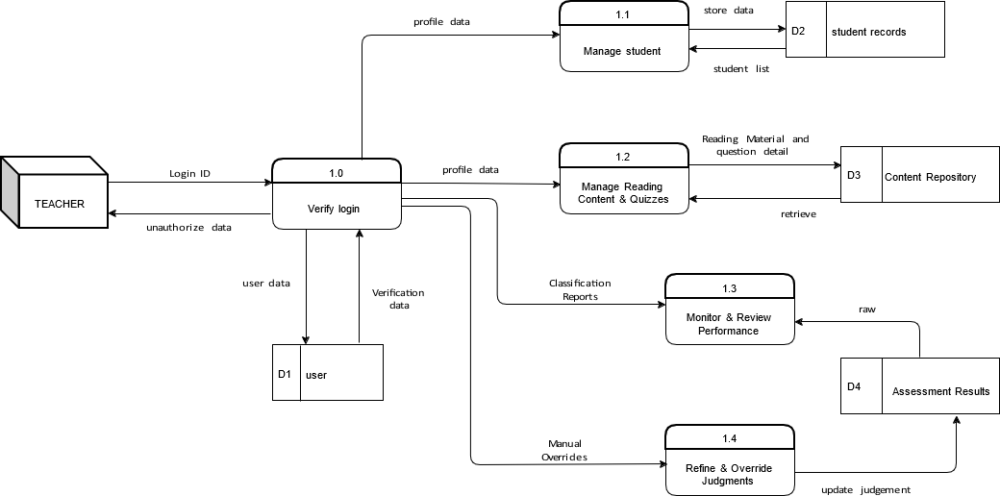 1.1
Manage student
profile data
store data
student list
D2
student records
TEACHER
Login ID
unauthorize data
1.0
Verify login
profile data
1.2
Manage Reading
Content & Quizzes
Reading Material and
question detail
retrieve
D3
Content Repository
user data
Verification
data
D1
user
Classification
Reports
1.3
Monitor & Review
Performance
raw
D4
Assessment Results
Manual
Overrides
1.4
Refine & Override
Judgments
update judgement